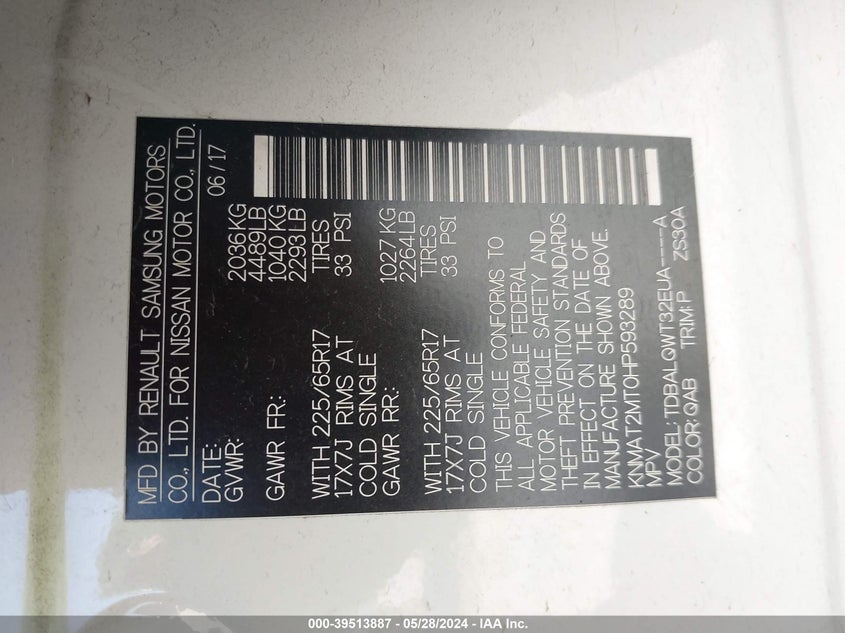 MFD BY RENAULT SAMSUNG MOTORS
CO., LTD. FOR NISSAN MOTOR CO., LTD.
DATE: 06/17
GVWR: 2036KG
4489LB
GAWR FR.: 1040KG
2293LB
WITH 225/65R17 TIRES
17X7J RIMS AT 33 PSI
COLD SINGLE
GAWR RR.: 1027KG
2264LB
WITH 225/65R17 TIRES
17X7J RIMS AT 33 PSI
COLD SINGLE
THIS VEHICLE CONFORMS TO
ALL APPLICABLE FEDERAL
MOTOR VEHICLE SAFETY AND
THEFT PREVENTION STANDARDS
IN EFFECT ON THE DATE OF
MANUFACTURE SHOWN ABOVE.
KNMAT2MT0HP593289
MPV
MODEL: TDBALQWT32EUA----A
COLOR: QAB TRIM: P ZS30A
000-39513887 - 05/28/2024 - IAA Inc.